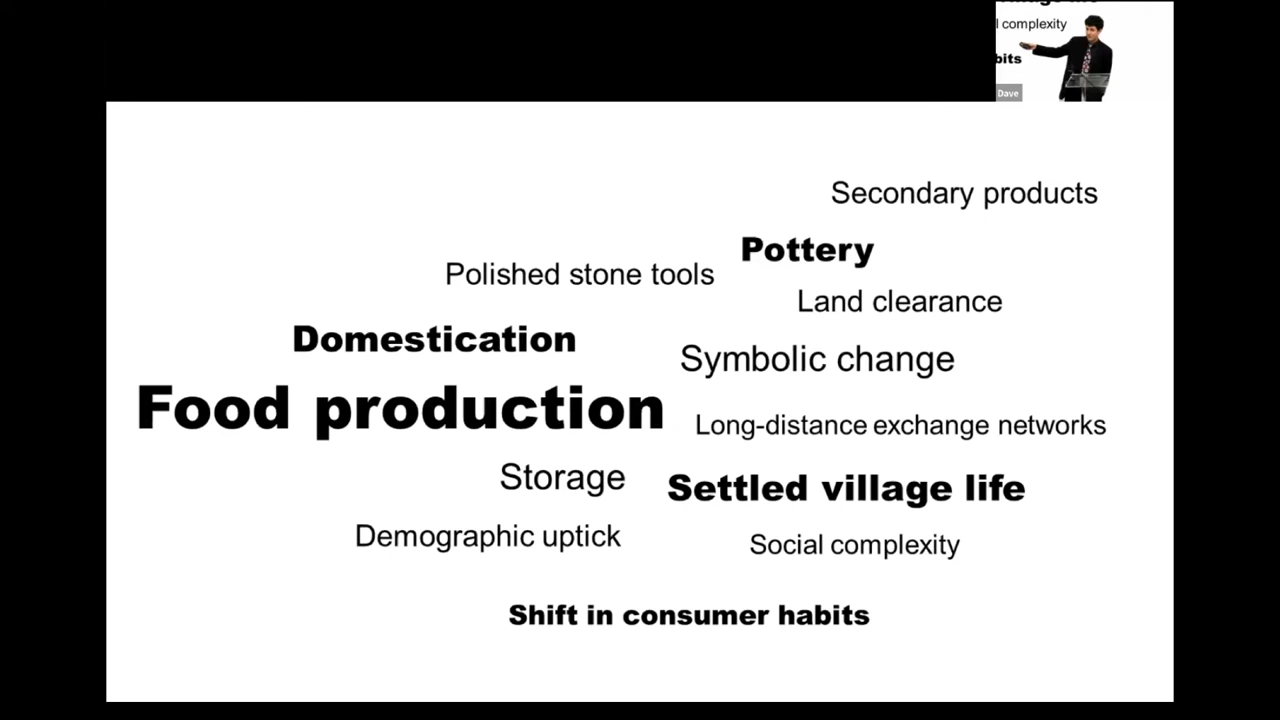 l complexity
bits
Dave
Secondary products
Pottery
Polished stone tools
Land clearance
Domestication
Symbolic change
Food production
Long-distance exchange networks
Storage
Settled village life
Demographic uptick
Social complexity
Shift in consumer habits